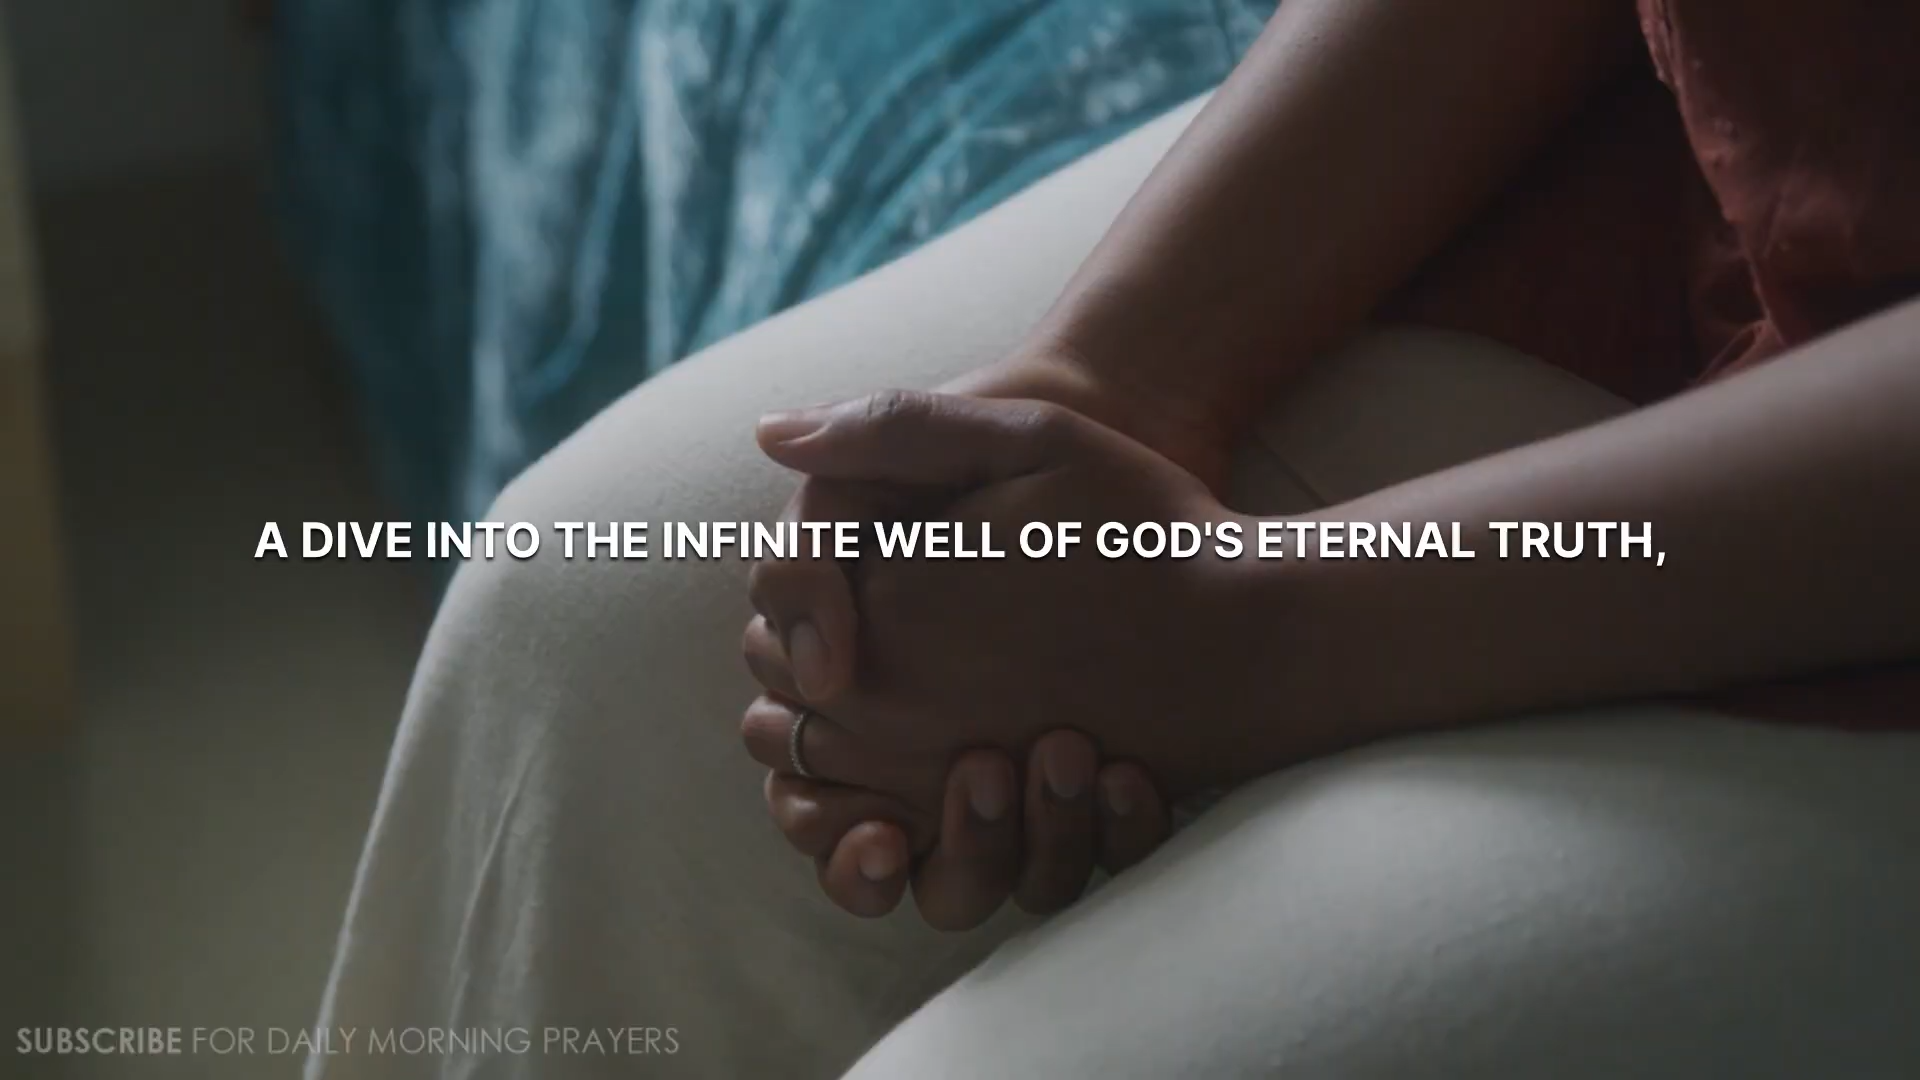 A DIVE INTO THE INFINITE WELL OF GOD'S ETERNAL TRUTH,
SUBSCRIBE FOR DAILY MORNING PRAYERS